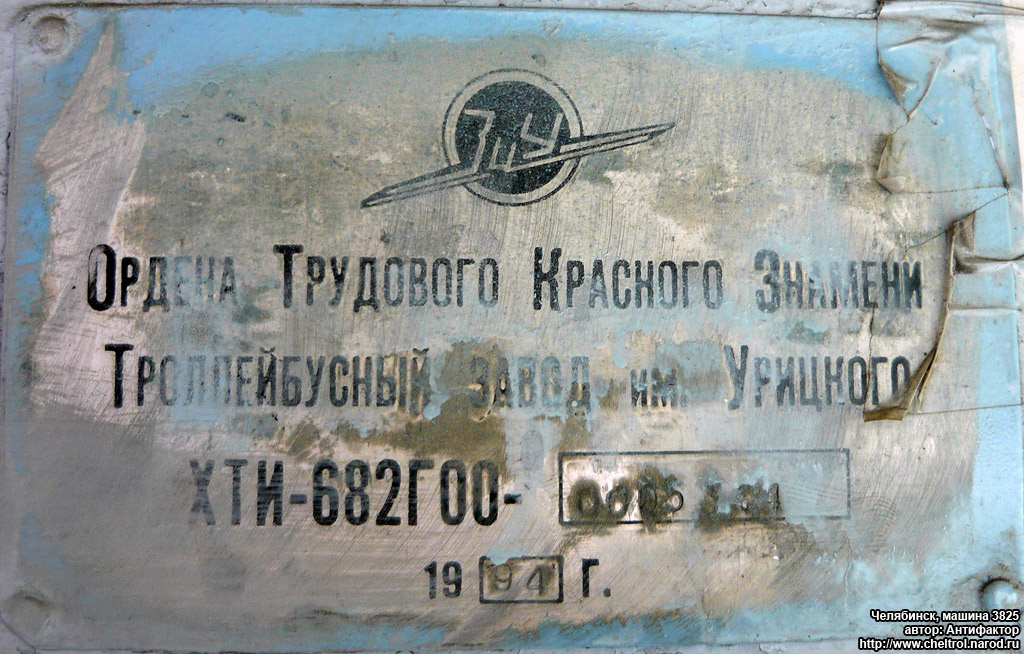 ЗиУ
Ордена Трудового Красного Знамени
Троллейбусный завод им. Урицкого
ХТИ-682Г00-
19 94 г.
Челябинск, машина 3825
автор: Антифактор
http://www.cheltrol.narod.ru